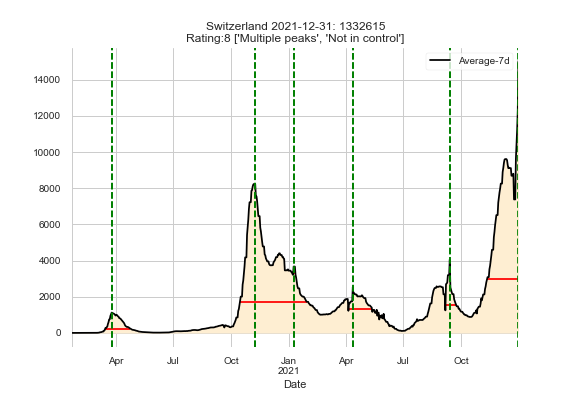 Switzerland 2021-12-31: 1332615
Rating:8 ['Multiple peaks', 'Not in control']
Average-7d
14000
12000
10000
8000
6000
4000
2000
0
Apr Jul Oct Jan Apr Jul Oct
2021
Date